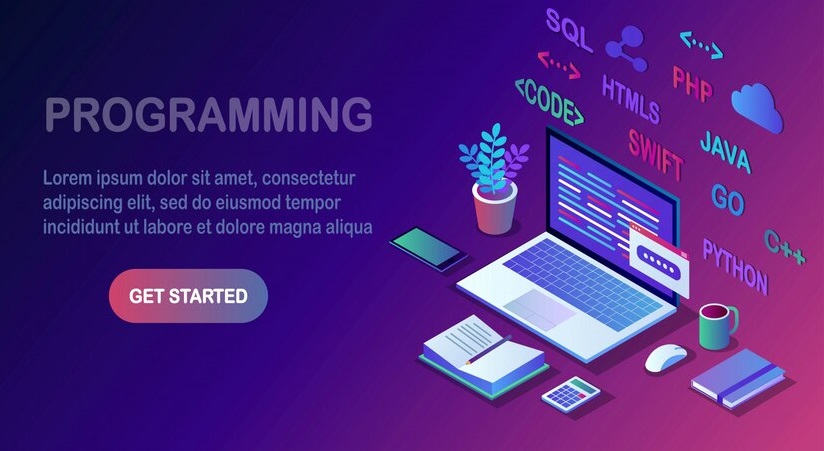 PROGRAMMING
Lorem ipsum dolor sit amet, consectetur
adipiscing elit, sed do eiusmod tempor
incididunt ut labore et dolore magna aliqua
GET STARTED
SQL
<··>
<··>
PHP
HTML5
<CODE>
SWIFT
JAVA
GO
C++
PYTHON